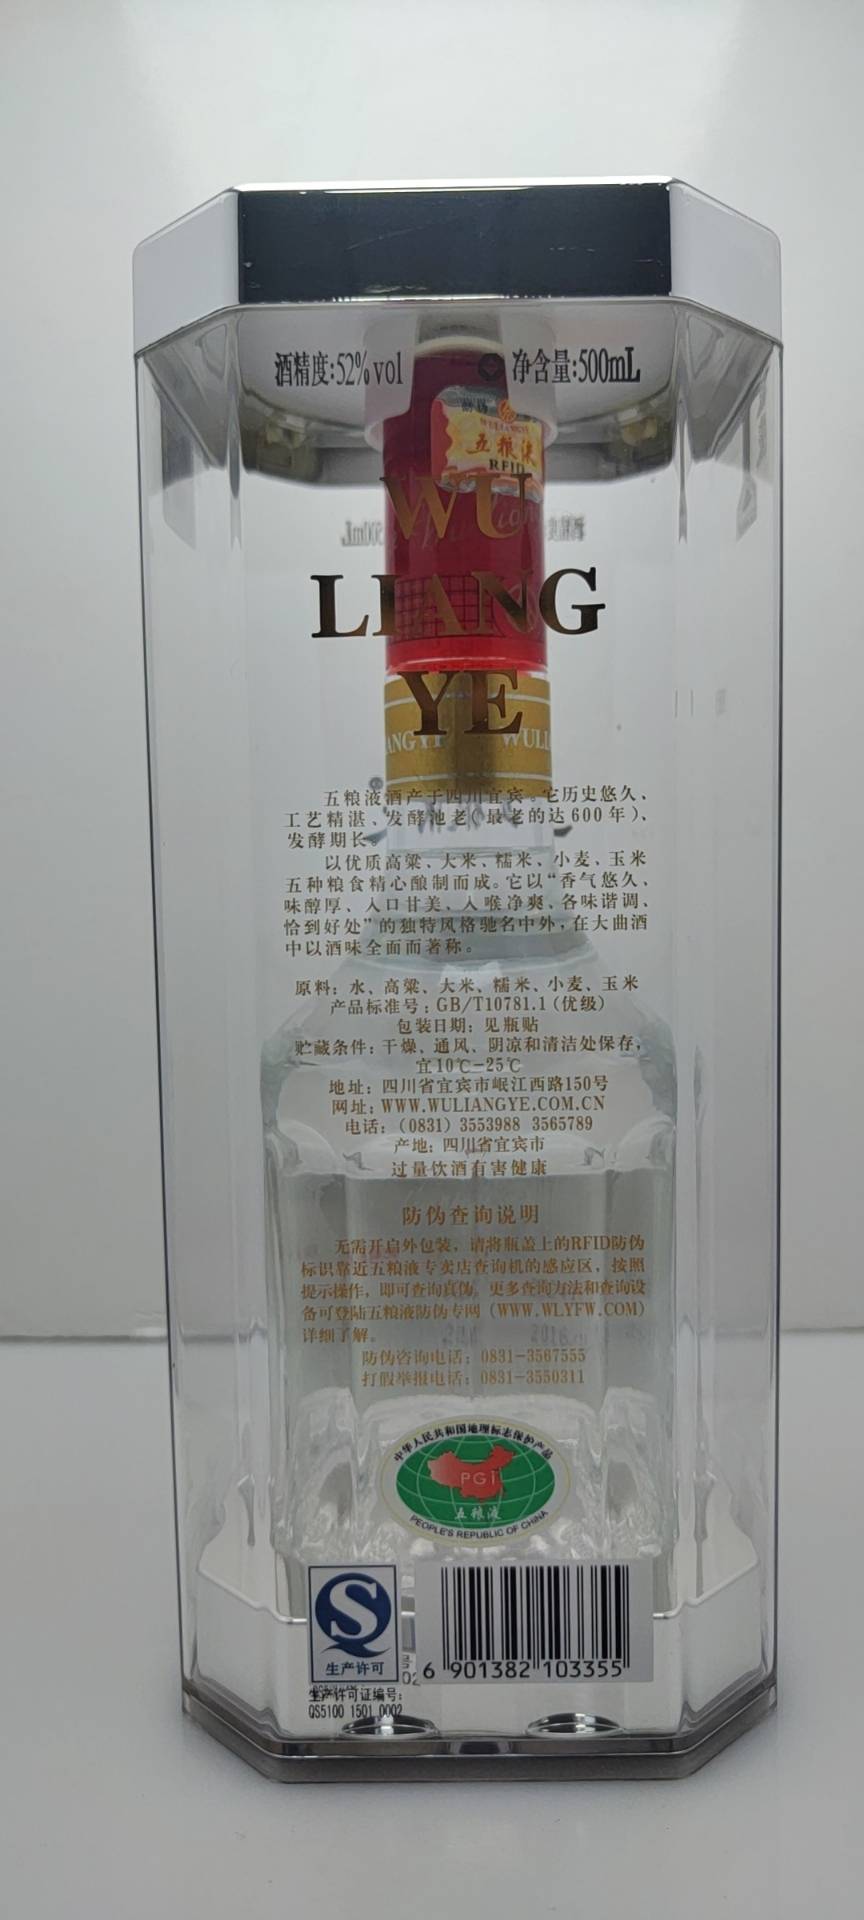 酒精度:52%vol 净含量:500mL
五粮液
RFID
WU
LIANG
YE
五粮液酒产于四川宜宾。它历史悠久、
工艺精湛、发酵池老(最老的达600年)、
发酵期长。
以优质高粱、大米、糯米、小麦、玉米
五种粮食精心酿制而成。它以“香气悠久、
味醇厚、入口甘美、入喉净爽、各味谐调、
恰到好处”的独特风格驰名中外,在大曲酒
中以酒味全面而著称。
原料: 水、高粱、大米、糯米、小麦、玉米
产品标准号: GB/T10781.1(优级)
包装日期: 见瓶贴
贮藏条件: 干燥、通风、阴凉和清洁处保存,
宜10℃-25℃
地址: 四川省宜宾市岷江西路150号
网址: WWW.WULIANGYE.COM.CN
电话: (0831) 3553988 3565789
产地: 四川省宜宾市
过量饮酒有害健康
防伪查询说明
无需开启外包装, 请将瓶盖上的RFID防伪
标识靠近五粮液专卖店查询机的感应区, 按照
提示操作, 即可查询真伪。更多查询方法和查询设
备可登陆五粮液防伪专网 (WWW.WLYFW.COM)
详细了解。
防伪咨询电话: 0831-3567555
打假举报电话: 0831-3550311
中华人民共和国地理标志保护产品
PGI
五粮液
PEOPLE'S REPUBLIC OF CHINA
生产许可
6 901382 103355
生产许可证编号:
QS5100 1501 0002